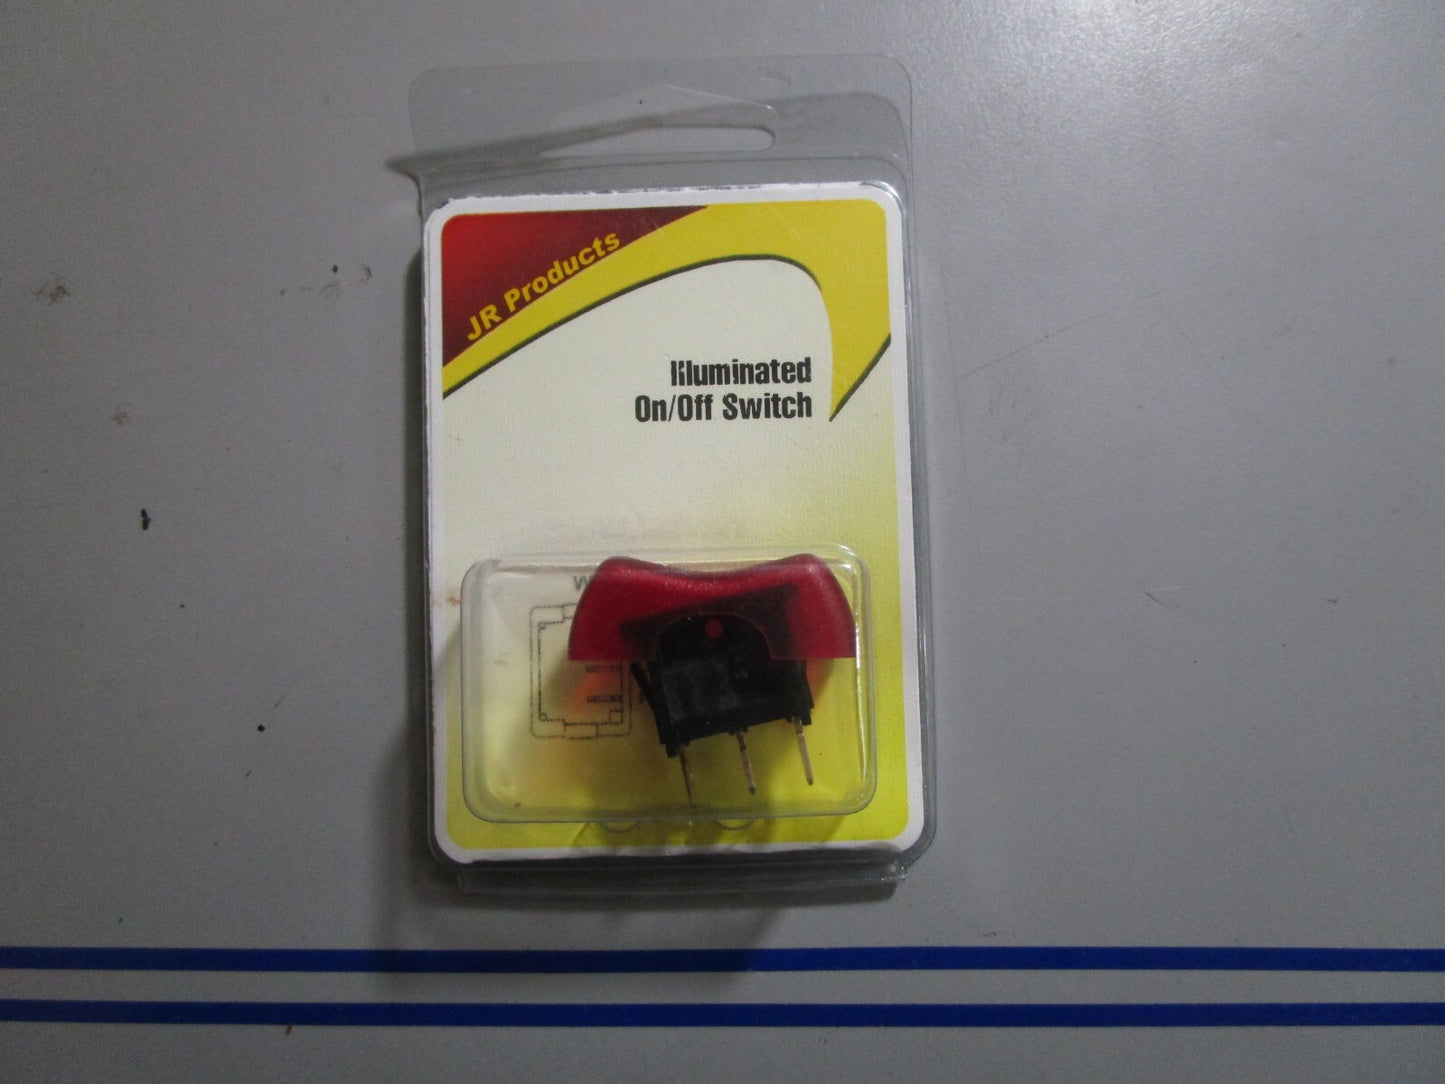 JR Products
Illuminated
On/Off Switch